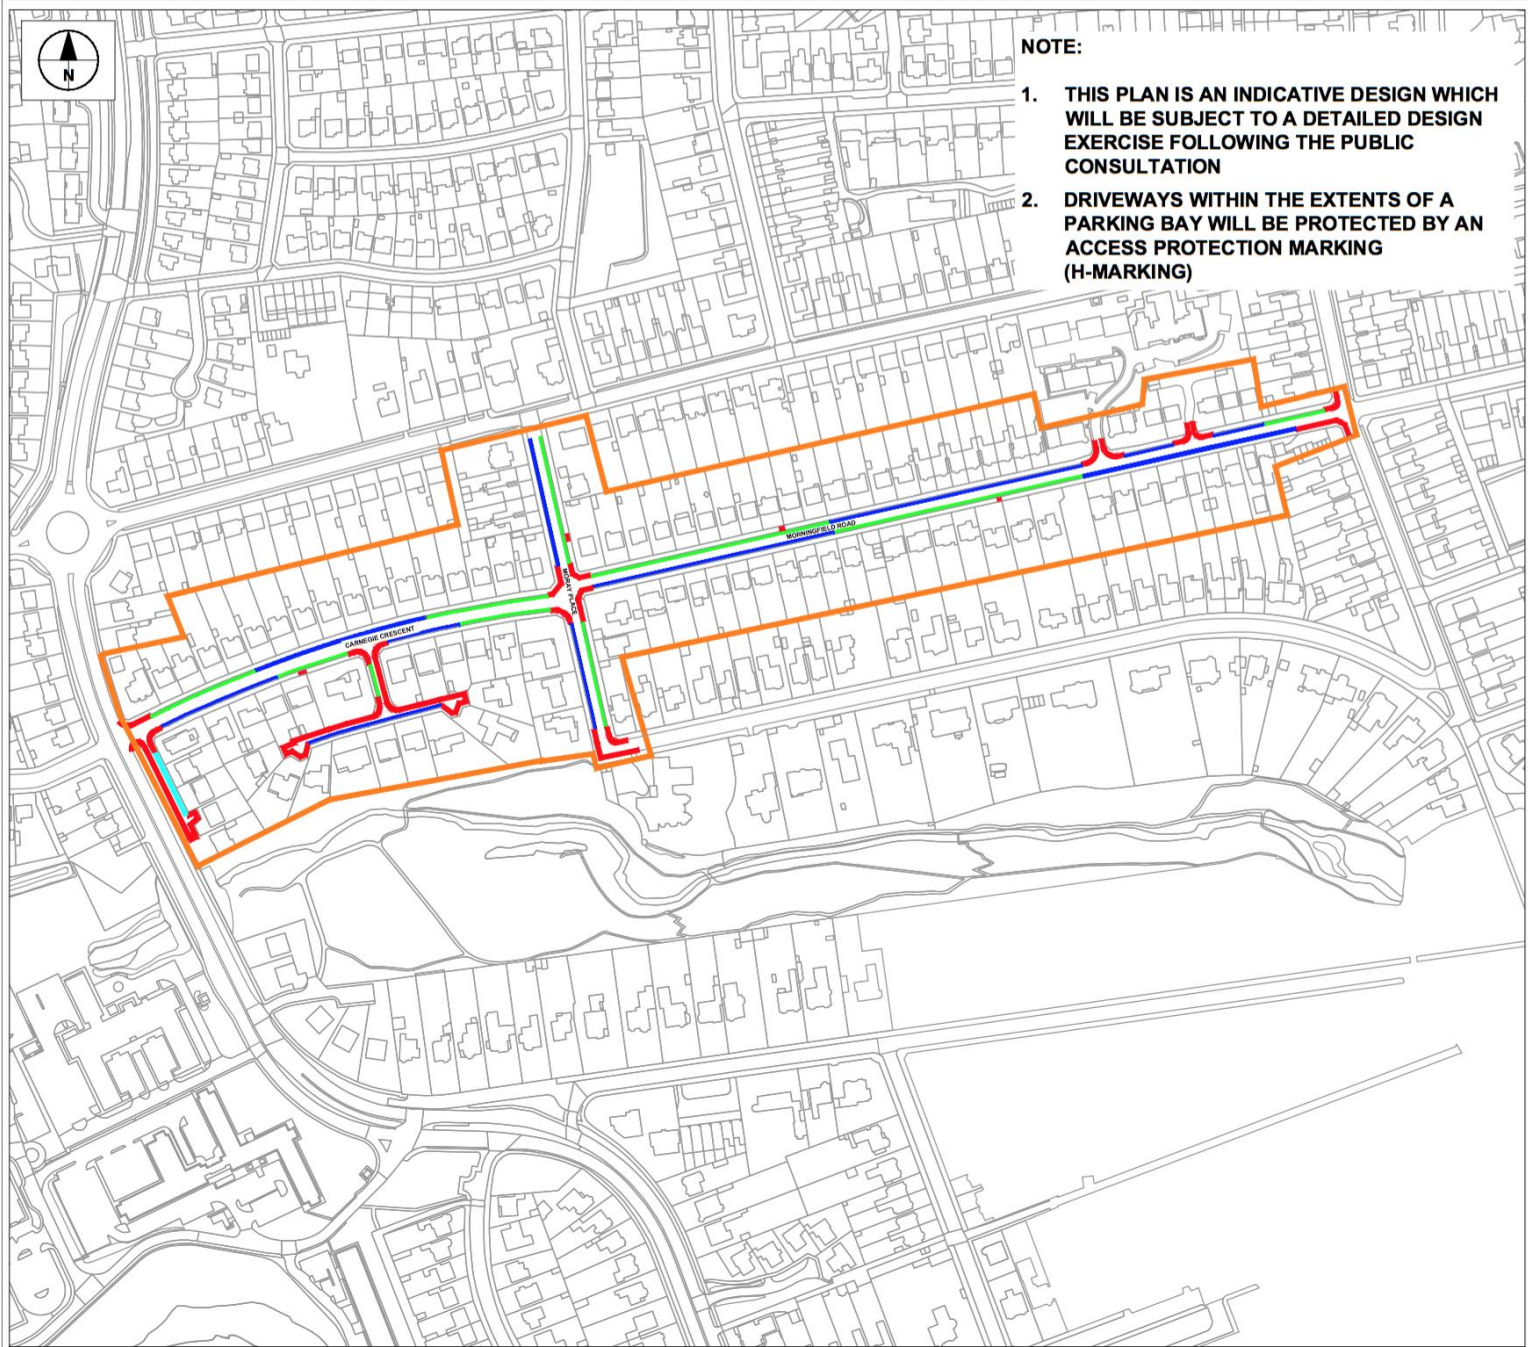 N
NOTE:
1. THIS PLAN IS AN INDICATIVE DESIGN WHICH
WILL BE SUBJECT TO A DETAILED DESIGN
EXERCISE FOLLOWING THE PUBLIC
CONSULTATION
2. DRIVEWAYS WITHIN THE EXTENTS OF A
PARKING BAY WILL BE PROTECTED BY AN
ACCESS PROTECTION MARKING
(H-MARKING)
MORNINGFIELD ROAD
MORAY PLACE
CARNEGIE CRESCENT